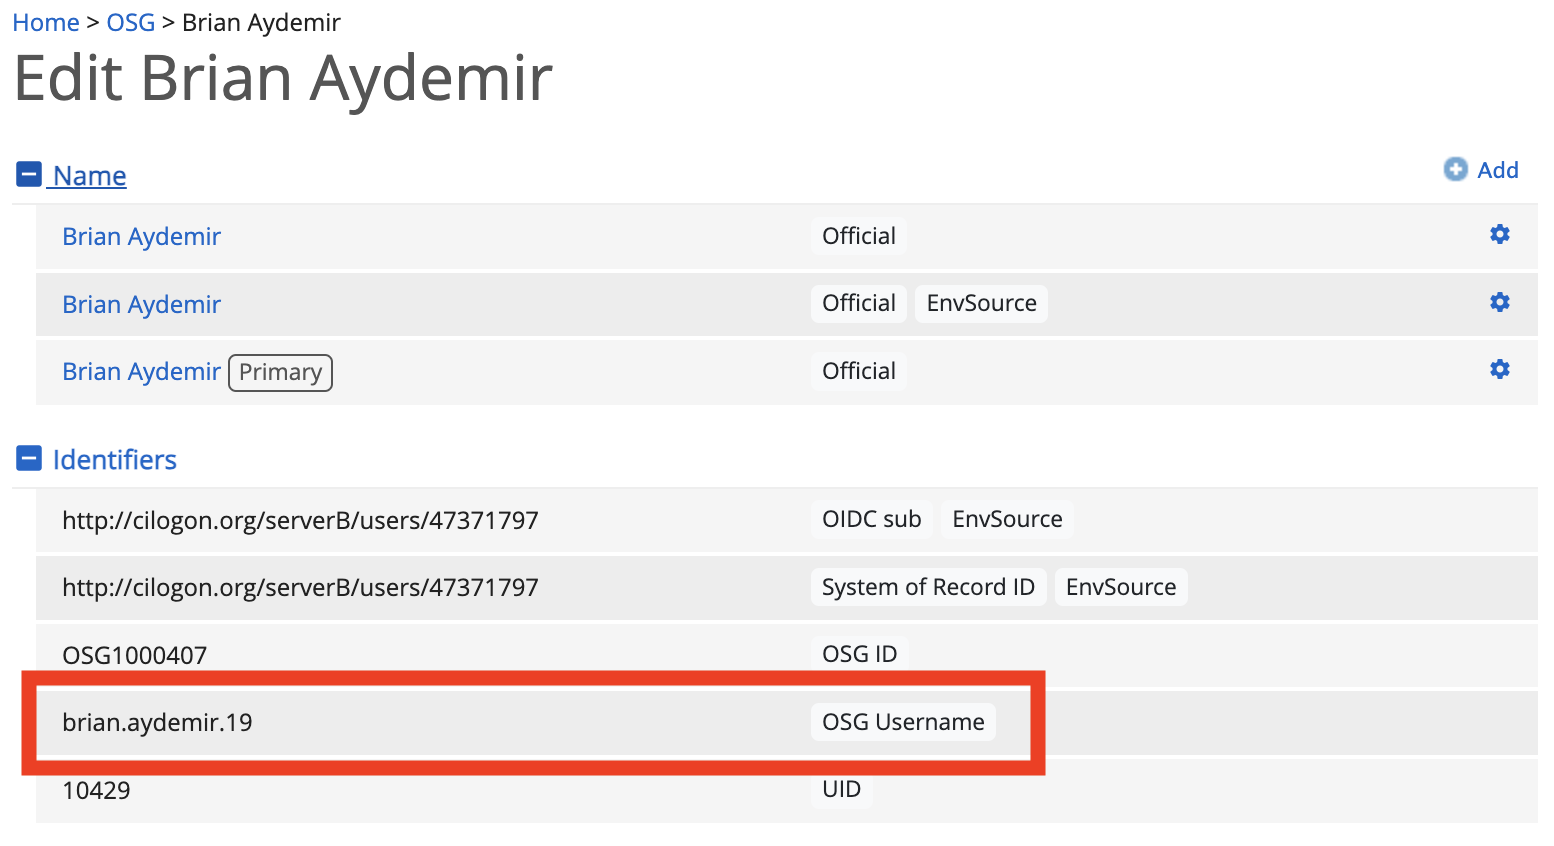 Home > OSG > Brian Aydemir
Edit Brian Aydemir
Name
Add
Brian Aydemir Official
Brian Aydemir Official EnvSource
Brian Aydemir Primary Official
Identifiers
http://cilogon.org/serverB/users/47371797 OIDC sub EnvSource
http://cilogon.org/serverB/users/47371797 System of Record ID EnvSource
OSG1000407 OSG ID
brian.aydemir.19 OSG Username
10429 UID